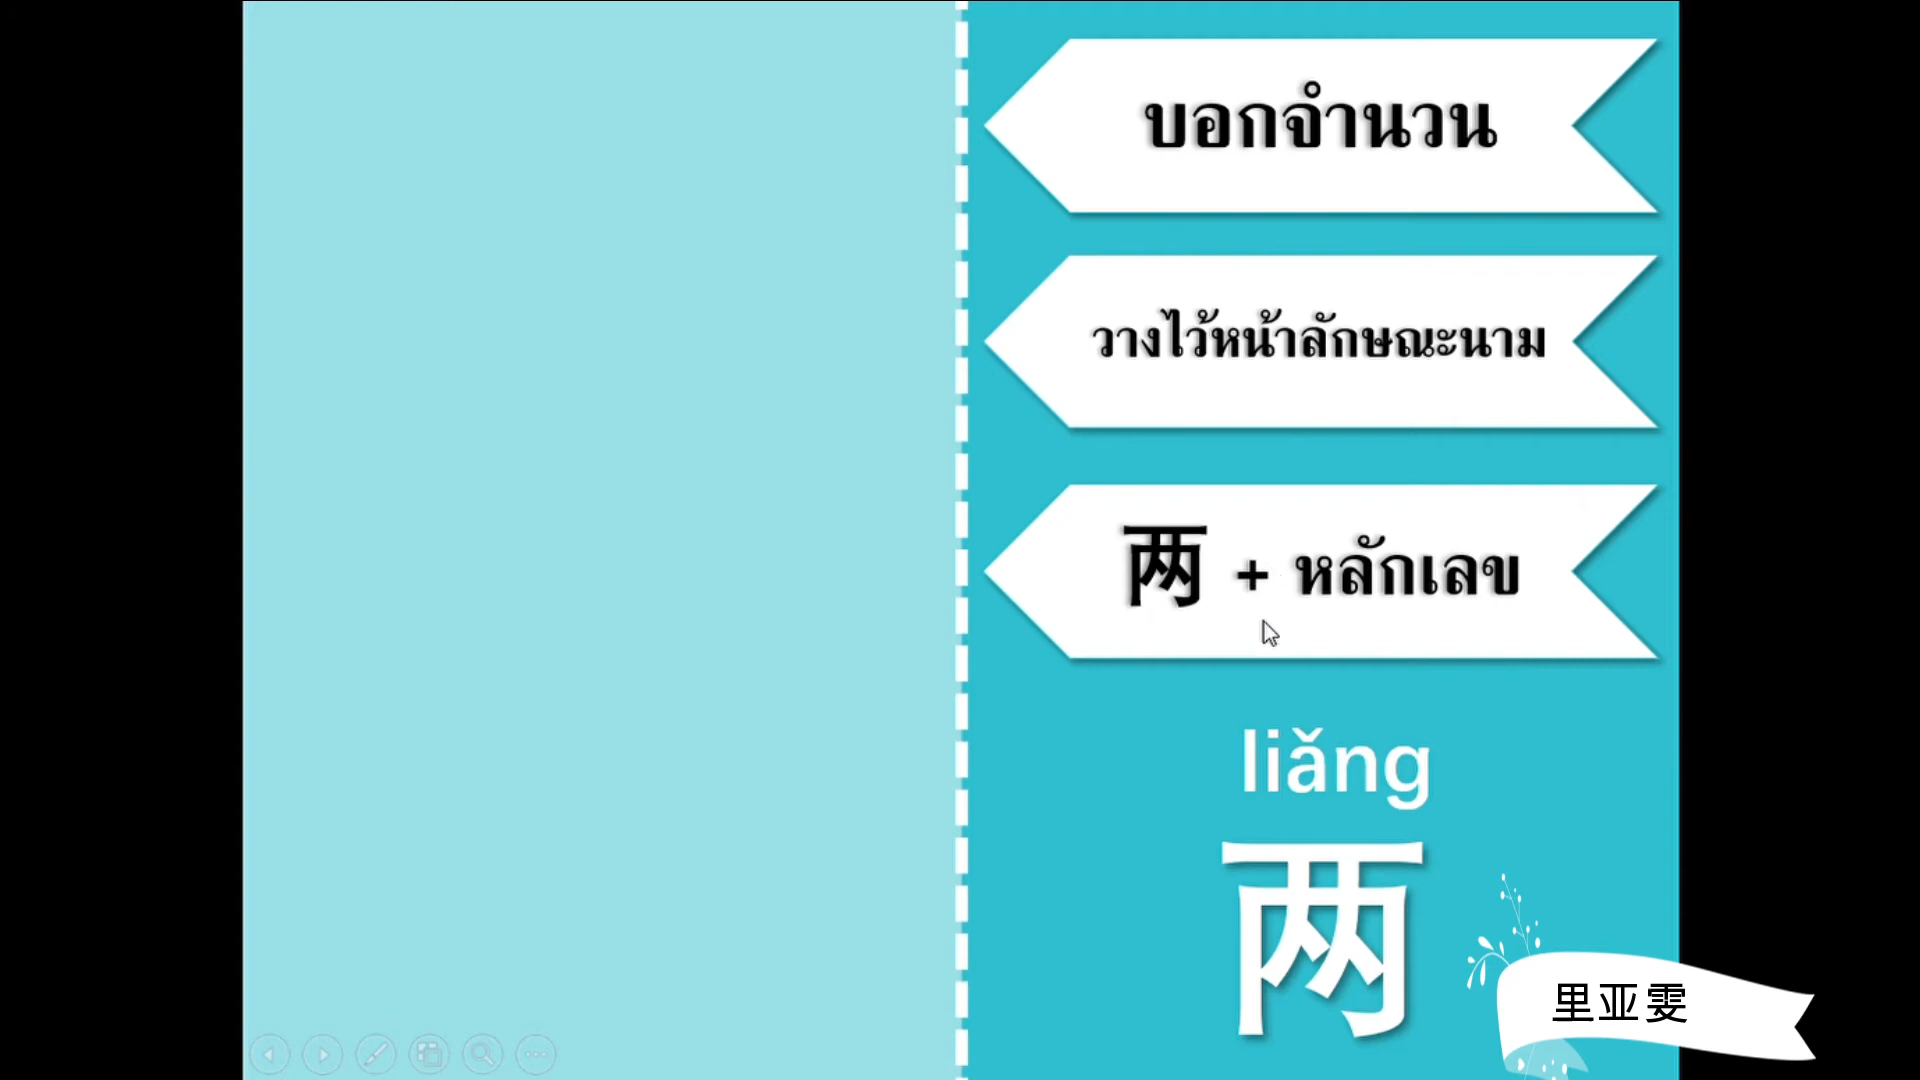 บอกจำนวน
วางไว้หน้าลักษณะนาม
两 + หลักเลข
liǎng
两
里亚雯